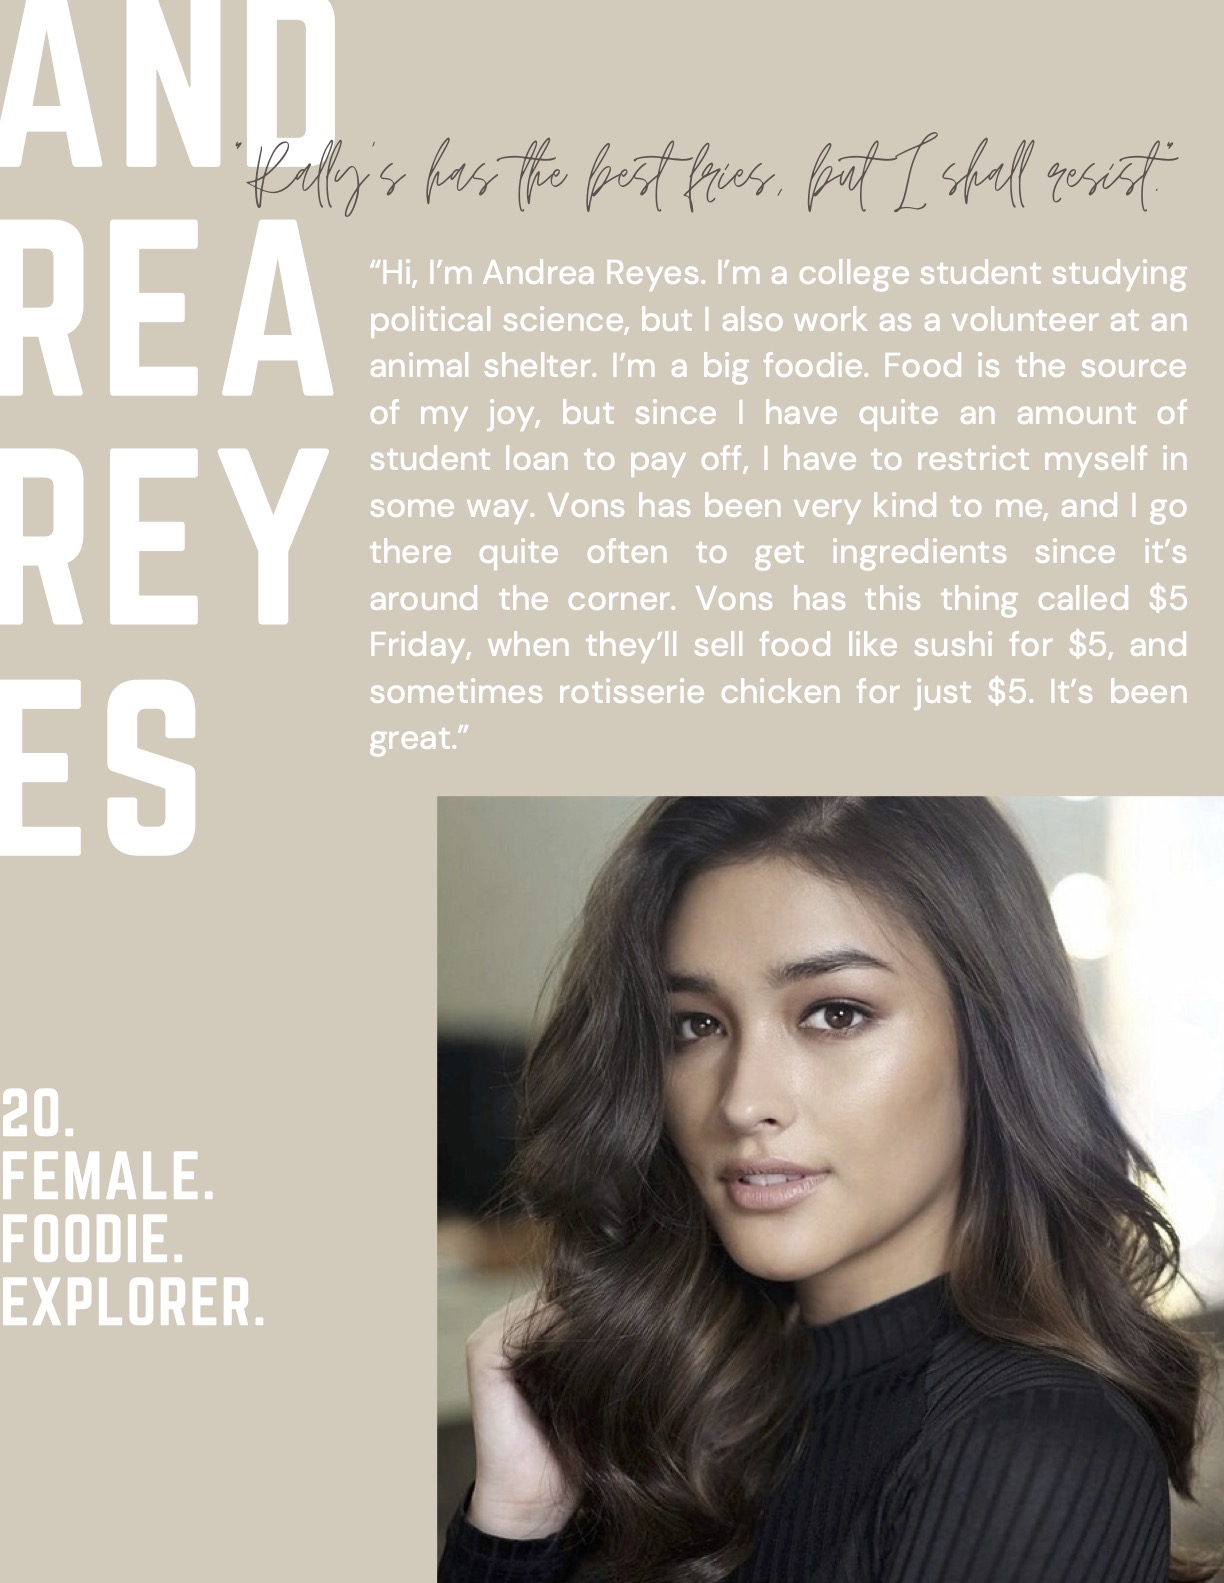 AND
REA
REY
ES
"Rally's has the best fries, but I shall resist."
“Hi, I’m Andrea Reyes. I’m a college student studying
political science, but I also work as a volunteer at an
animal shelter. I’m a big foodie. Food is the source
of my joy, but since I have quite an amount of
student loan to pay off, I have to restrict myself in
some way. Vons has been very kind to me, and I go
there quite often to get ingredients since it’s
around the corner. Vons has this thing called $5
Friday, when they’ll sell food like sushi for $5, and
sometimes rotisserie chicken for just $5. It’s been
great.”
20.
FEMALE.
FOODIE.
EXPLORER.